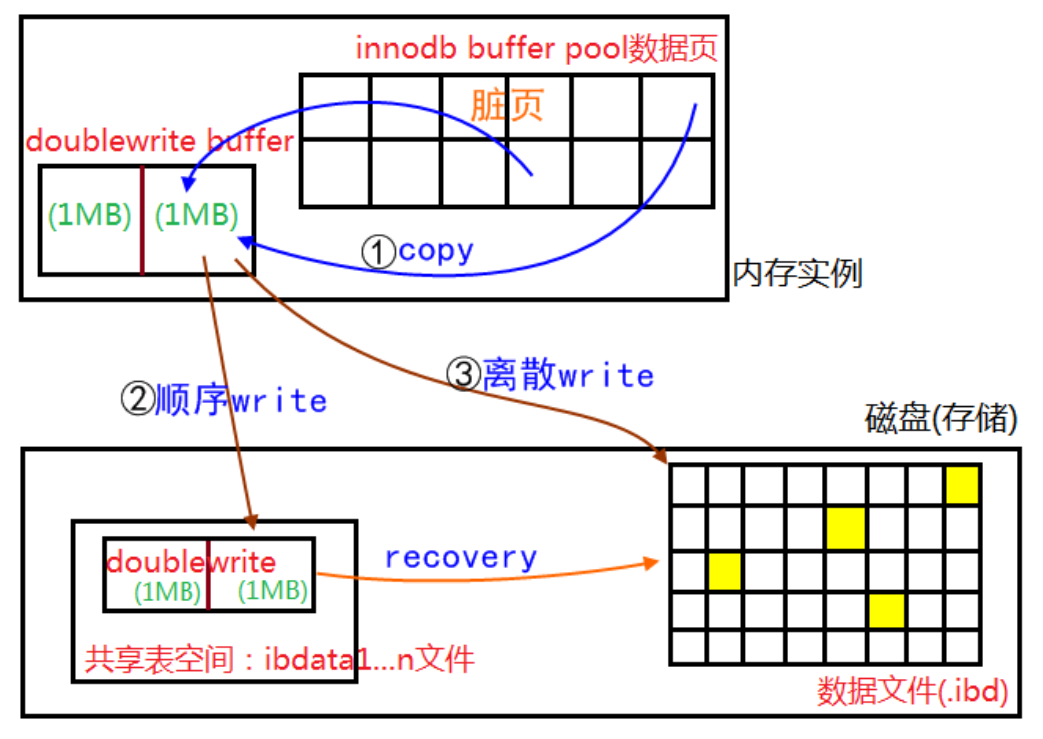 innodb buffer pool数据页
脏页
doublewrite buffer
(1MB)
(1MB)
①copy
内存实例
②顺序write
③离散write
磁盘(存储)
doublewrite
(1MB)
(1MB)
recovery
共享表空间：ibdata1...n文件
数据文件(.ibd)